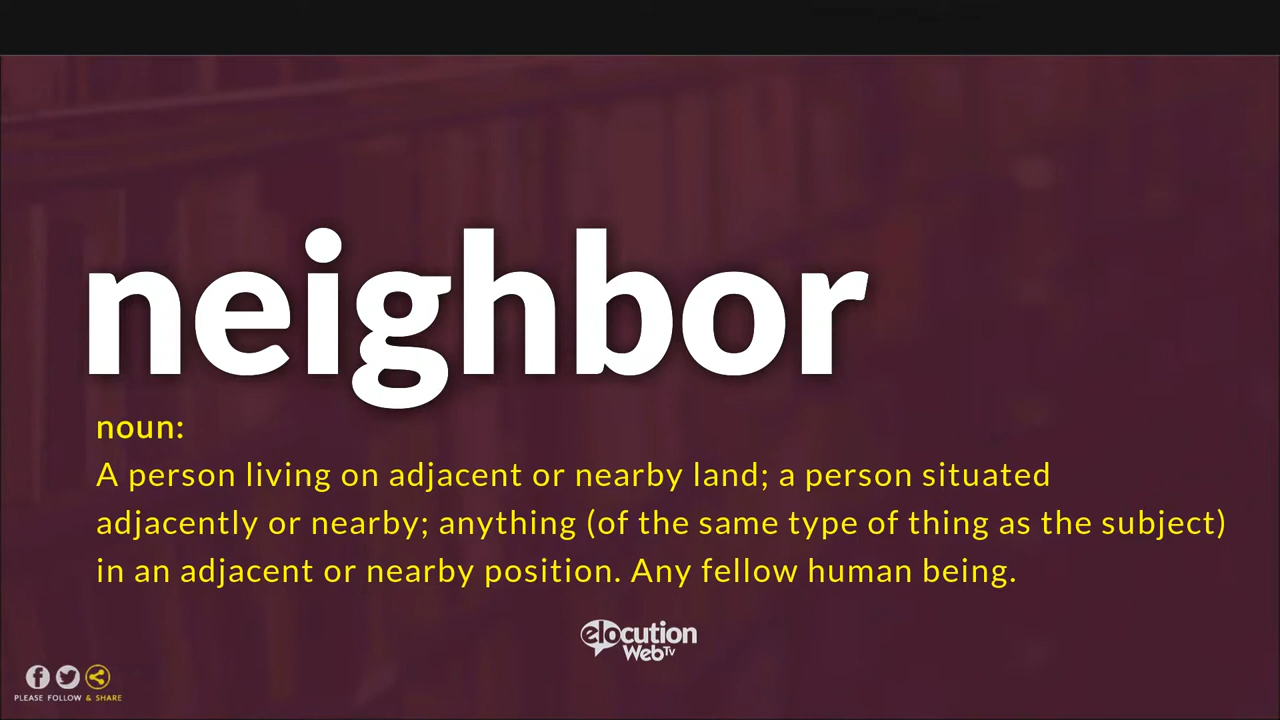 neighbor
noun:
A person living on adjacent or nearby land; a person situated
adjacently or nearby; anything (of the same type of thing as the subject)
in an adjacent or nearby position. Any fellow human being.
elocution
WebTv
PLEASE FOLLOW & SHARE